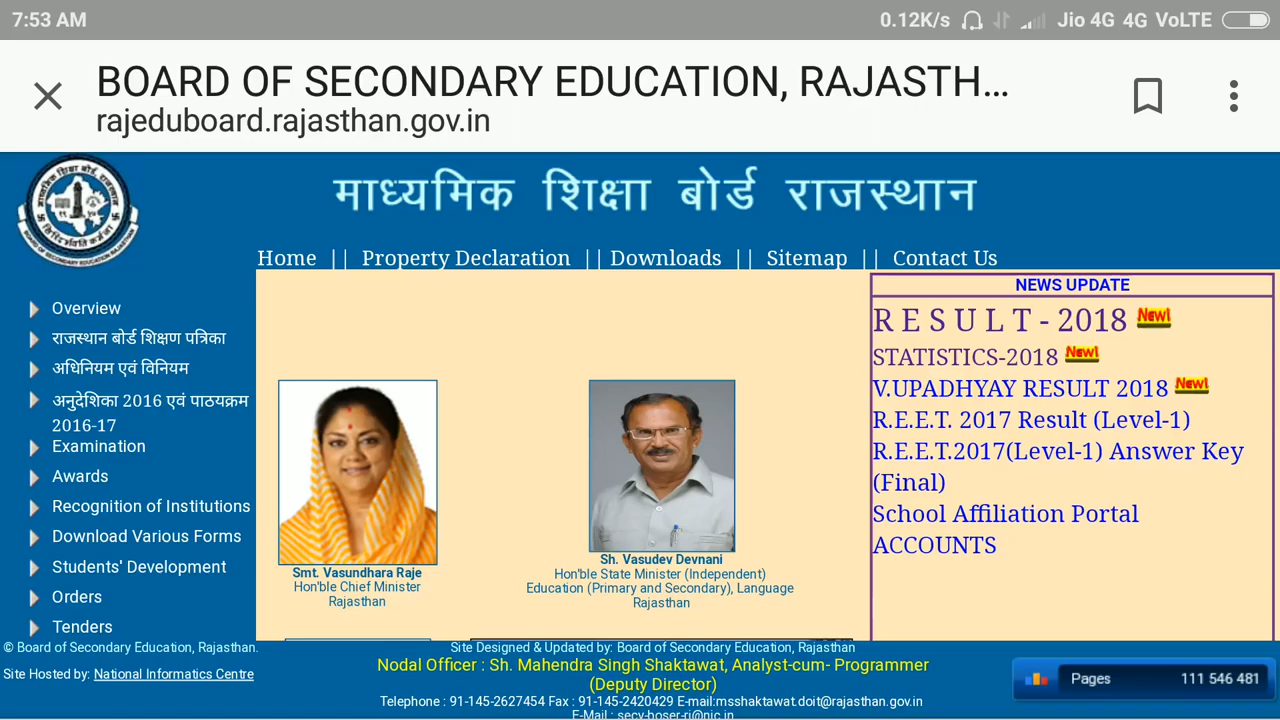 7:53 AM
0.12K/s Jio 4G 4G VoLTE
BOARD OF SECONDARY EDUCATION, RAJASTH...
rajeduboard.rajasthan.gov.in
माध्यमिक शिक्षा बोर्ड राजस्थान
Home || Property Declaration || Downloads || Sitemap || Contact Us
Overview
राजस्थान बोर्ड शिक्षण पत्रिका
अधिनियम एवं विनियम
अनुदेशिका 2016 एवं पाठयक्रम
2016-17
Examination
Awards
Recognition of Institutions
Download Various Forms
Students' Development
Orders
Tenders
Smt. Vasundhara Raje
Hon'ble Chief Minister
Rajasthan
Sh. Vasudev Devnani
Hon'ble State Minister (Independent)
Education (Primary and Secondary), Language
Rajasthan
NEWS UPDATE
R E S U L T - 2018 New!
STATISTICS-2018 New!
V.UPADHYAY RESULT 2018 New!
R.E.E.T. 2017 Result (Level-1)
R.E.E.T.2017(Level-1) Answer Key
(Final)
School Affiliation Portal
ACCOUNTS
© Board of Secondary Education, Rajasthan.
Site Hosted by: National Informatics Centre
Site Designed & Updated by: Board of Secondary Education, Rajasthan
Nodal Officer : Sh. Mahendra Singh Shaktawat, Analyst-cum- Programmer
(Deputy Director)
Telephone : 91-145-2627454 Fax : 91-145-2420429 E-mail:msshaktawat.doit@rajasthan.gov.in
E-Mail : secy-boser-rj@nic.in
Pages 111 546 481